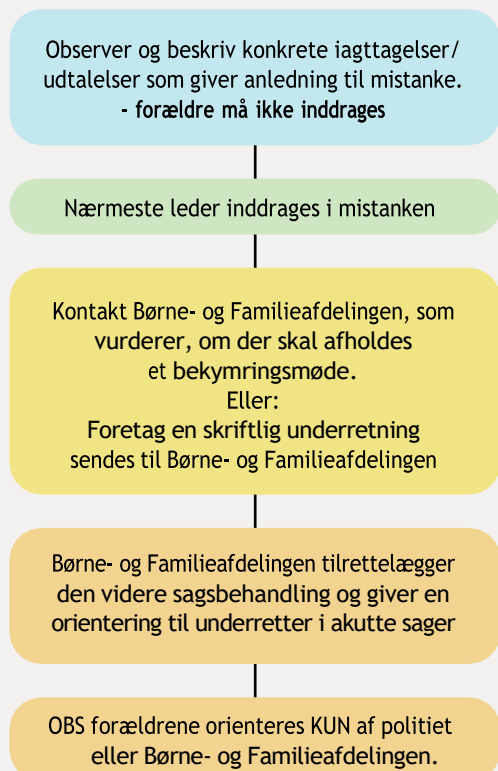 Observer og beskriv konkrete iagttagelser/
udtalelser som giver anledning til mistanke.
- forældre må ikke inddrages
Nærmeste leder inddrages i mistanken
Kontakt Børne- og Familieafdelingen, som
vurderer, om der skal afholdes
et bekymringsmøde.
Eller:
Foretag en skriftlig underretning
sendes til Børne- og Familieafdelingen
Børne- og Familieafdelingen tilrettelægger
den videre sagsbehandling og giver en
orientering til underretter i akutte sager
OBS forældrene orienteres KUN af politiet
eller Børne- og Familieafdelingen.